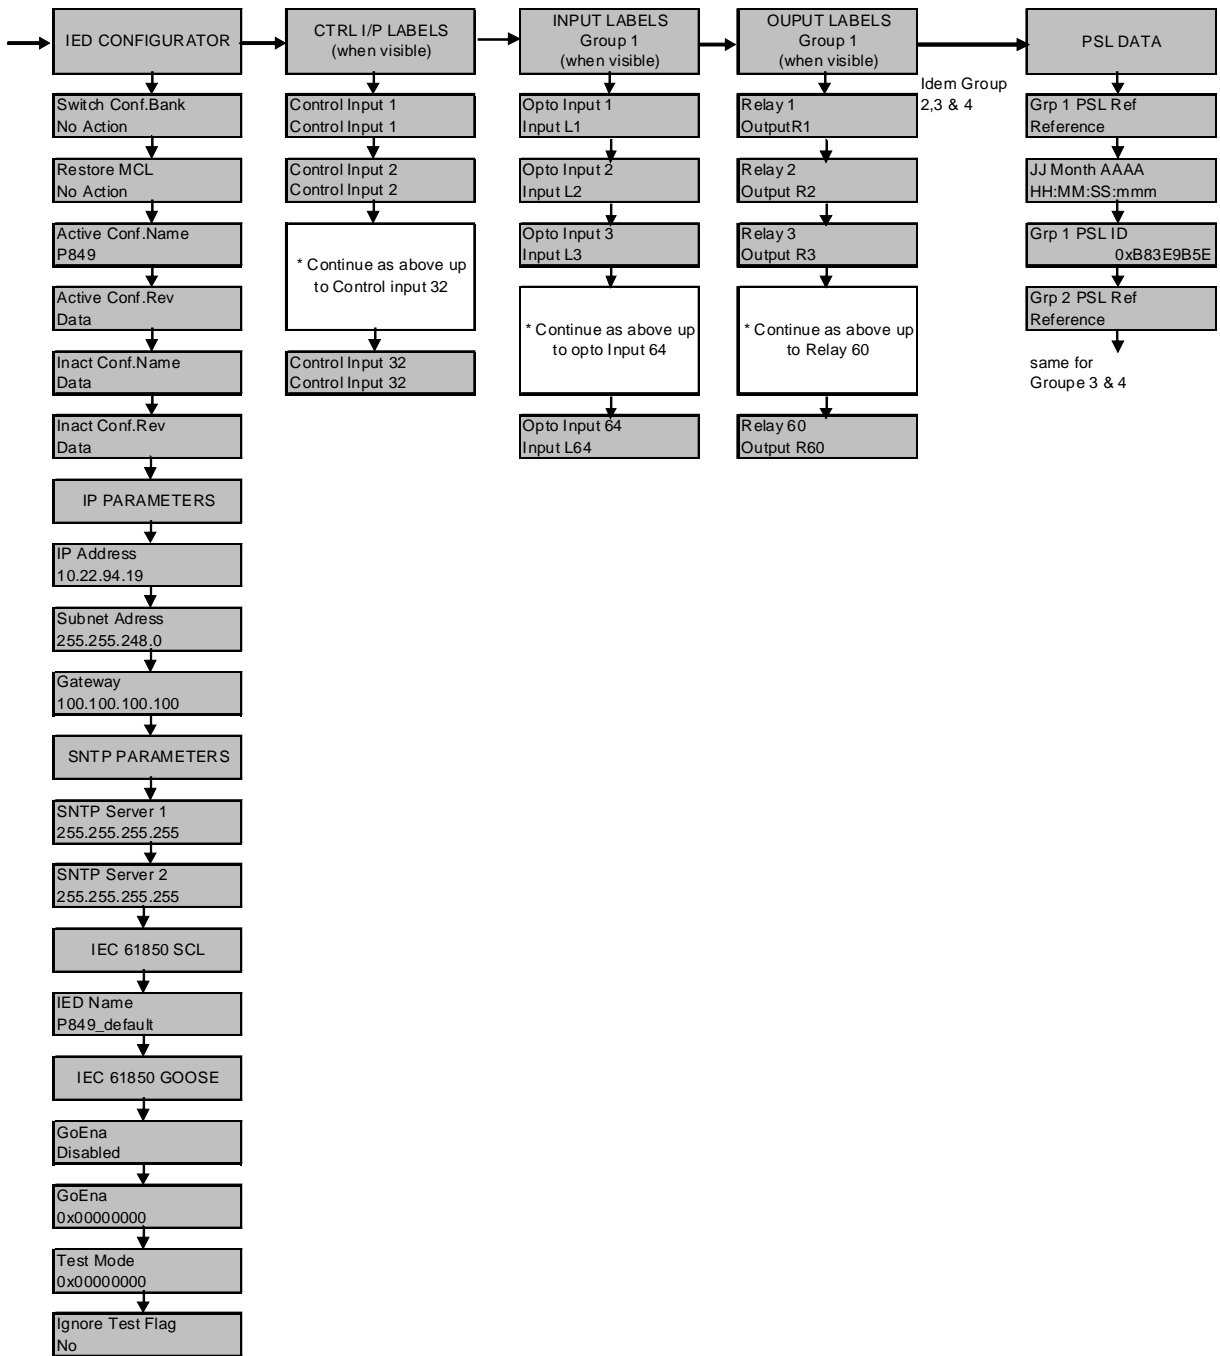 IED CONFIGURATOR
Switch Conf.Bank
No Action
Restore MCL
No Action
Active Conf.Name
P849
Active Conf.Rev
Data
Inact Conf.Name
Data
Inact Conf.Rev
Data
IP PARAMETERS
IP Address
10.22.94.19
Subnet Adress
255.255.248.0
Gateway
100.100.100.100
SNTP PARAMETERS
SNTP Server 1
255.255.255.255
SNTP Server 2
255.255.255.255
IEC 61850 SCL
IED Name
P849_default
IEC 61850 GOOSE
GoEna
Disabled
GoEna
0x00000000
Test Mode
0x00000000
Ignore Test Flag
No
CTRL I/P LABELS
(when visible)
Control Input 1
Control Input 1
Control Input 2
Control Input 2
* Continue as above up
to Control input 32
Control Input 32
Control Input 32
INPUT LABELS
Group 1
(when visible)
Opto Input 1
Input L1
Opto Input 2
Input L2
Opto Input 3
Input L3
* Continue as above up
to opto Input 64
Opto Input 64
Input L64
OUPUT LABELS
Group 1
(when visible)
Relay 1
OutputR1
Relay 2
Output R2
Relay 3
Output R3
* Continue as above up
to Relay 60
Relay 60
Output R60
Idem Group
2,3 & 4
PSL DATA
Grp 1 PSL Ref
Reference
JJ Month AAAA
HH:MM:SS:mmm
Grp 1 PSL ID
0xB83E9B5E
Grp 2 PSL Ref
Reference
same for
Groupe 3 & 4